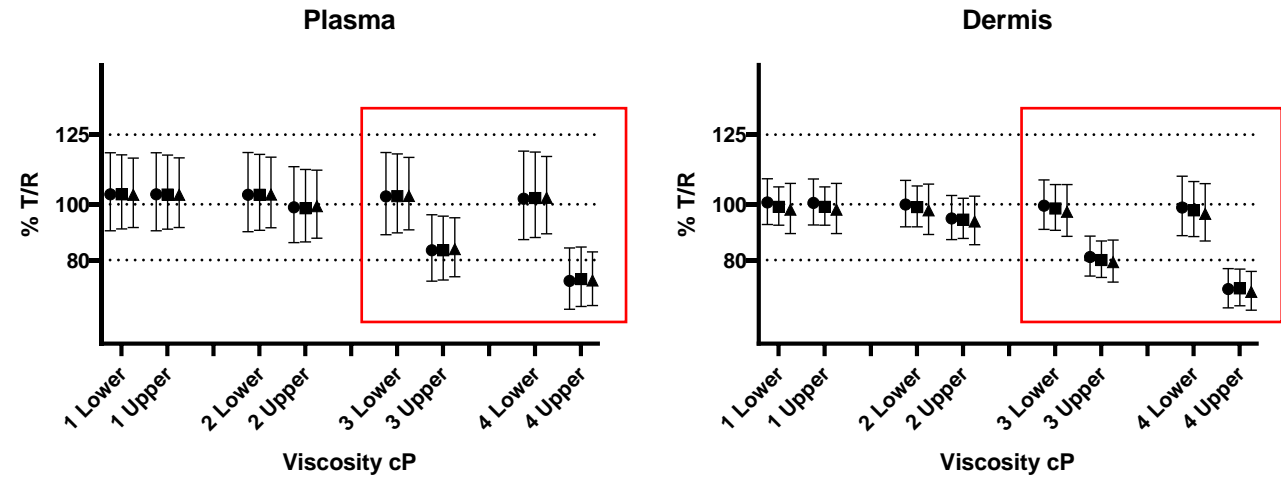 Plasma
% T/R
125
100
80
1 Lower
1 Upper
2 Lower
2 Upper
3 Lower
3 Upper
4 Lower
4 Upper
Viscosity cP
Dermis
% T/R
125
100
80
1 Lower
1 Upper
2 Lower
2 Upper
3 Lower
3 Upper
4 Lower
4 Upper
Viscosity cP